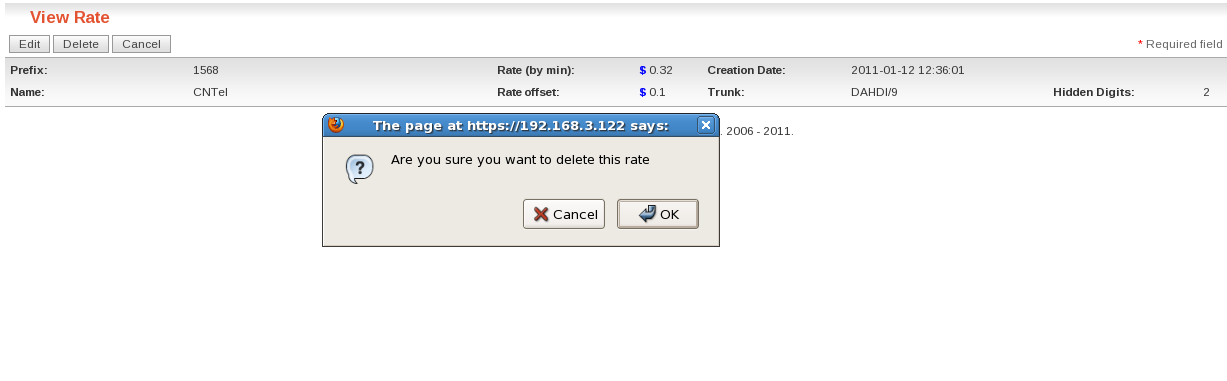 View Rate
Edit Delete Cancel * Required field
Prefix: 1568 Rate (by min): $ 0.32 Creation Date: 2011-01-12 12:36:01
Name: CNTel Rate offset: $ 0.1 Trunk: DAHDI/9 Hidden Digits: 2
The page at https://192.168.3.122 says:
. 2006 - 2011.
Are you sure you want to delete this rate
Cancel OK